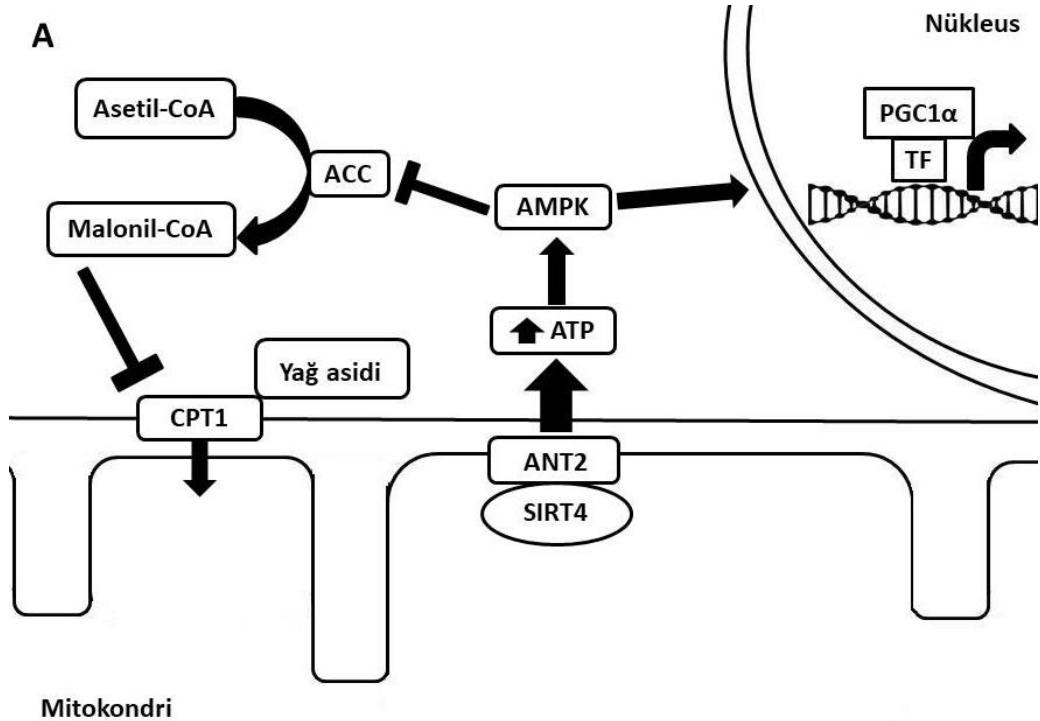 A
Nükleus
Asetil-CoA
PGC1α
TF
ACC
AMPK
Malonil-CoA
ATP
Yağ asidi
CPT1
ANT2
SIRT4
Mitokondri